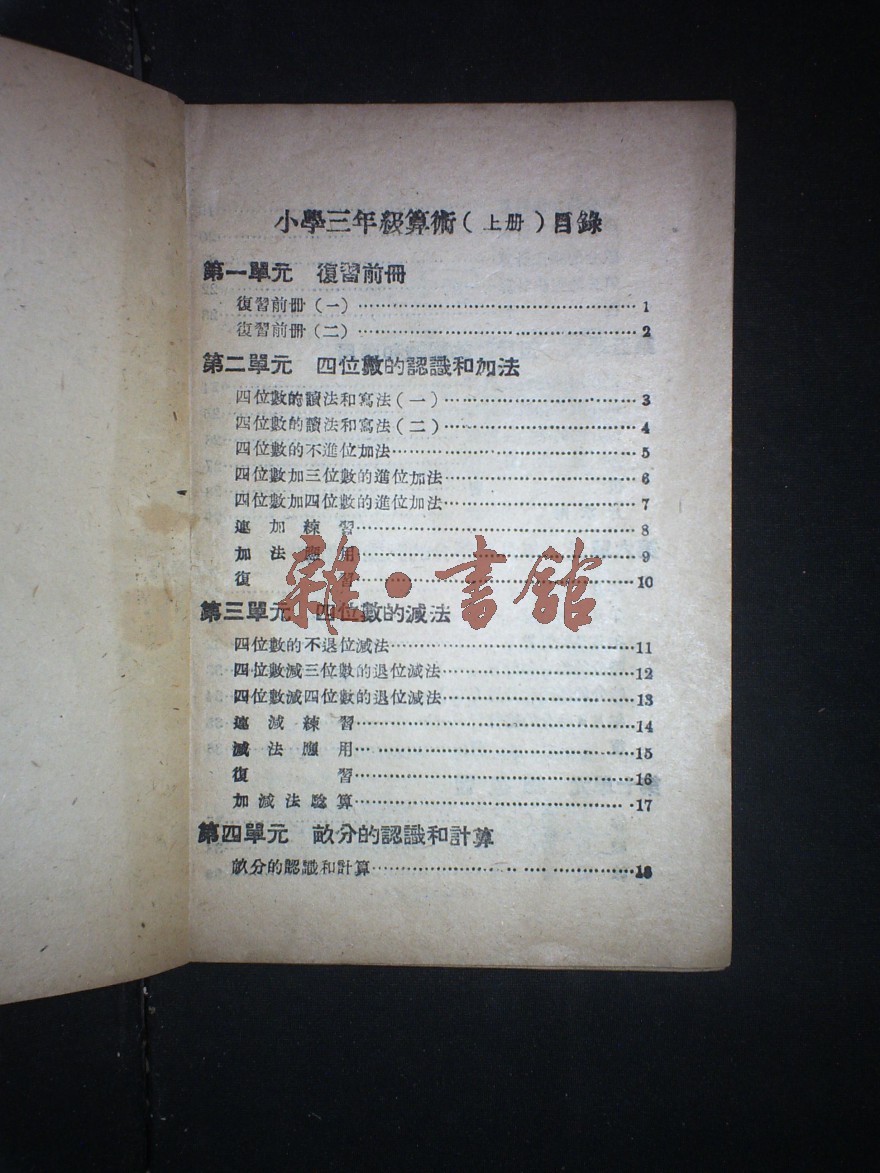 小學三年級算術（上册）目錄
第一單元 復習前冊
復習前册（一）……1
復習前册（二）……2
第二單元 四位數的認識和加法
四位數的讀法和寫法（一）……3
四位數的讀法和寫法（二）……4
四位數的不進位加法……5
四位數加三位數的進位加法……6
四位數加四位數的進位加法……7
連加練習……8
加法應用……9
復習……10
第三單元 四位數的減法
四位數的不退位減法……11
四位數減三位數的退位減法……12
四位數減四位數的退位減法……13
連減練習……14
減法應用……15
復習……16
加減法驗算……17
第四單元 畝分的認識和計算
畝分的認識和計算……18
雜·書館